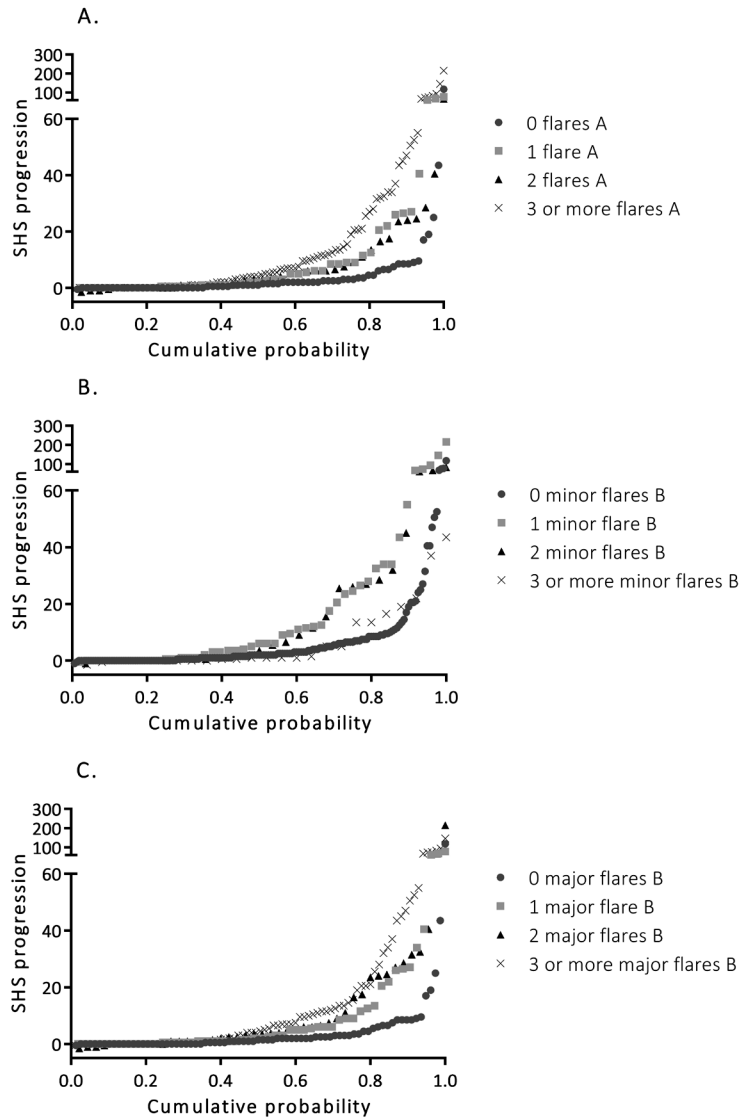 A.
300
200
100
60
40
20
0
SHS progression
0.0 0.2 0.4 0.6 0.8 1.0
Cumulative probability
0 flares A
1 flare A
2 flares A
3 or more flares A
B.
300
200
100
60
40
20
0
SHS progression
0.0 0.2 0.4 0.6 0.8 1.0
Cumulative probability
0 minor flares B
1 minor flare B
2 minor flares B
3 or more minor flares B
C.
300
200
100
60
40
20
0
SHS progression
0.0 0.2 0.4 0.6 0.8 1.0
Cumulative probability
0 major flares B
1 major flare B
2 major flares B
3 or more major flares B